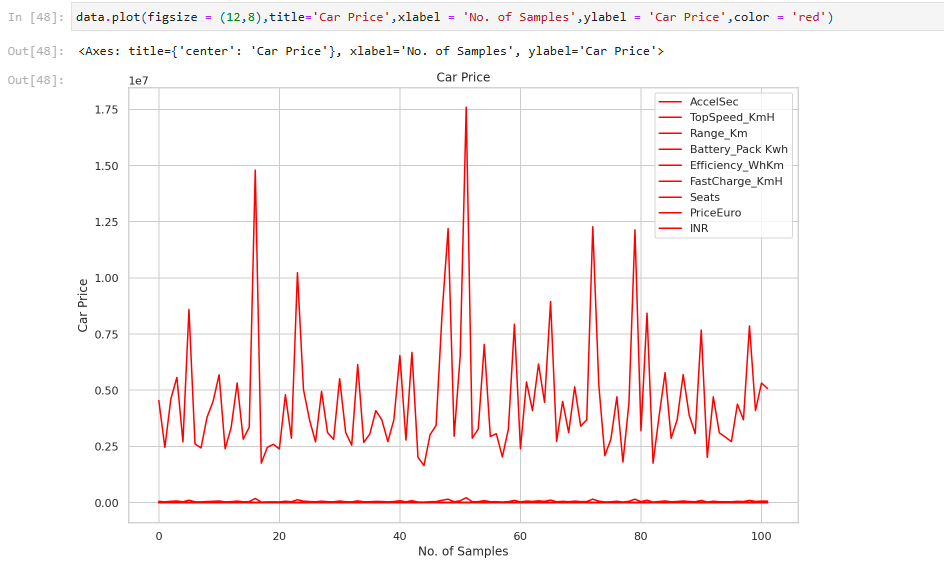 In [48]: data.plot(figsize = (12,8),title='Car Price',xlabel = 'No. of Samples',ylabel = 'Car Price',color = 'red')
Out[48]: <Axes: title={'center': 'Car Price'}, xlabel='No. of Samples', ylabel='Car Price'>
Out[48]:
1e7
Car Price
1.75
1.50
1.25
1.00
0.75
0.50
0.25
0.00
Car Price
AccelSec
TopSpeed_KmH
Range_Km
Battery_Pack Kwh
Efficiency_WhKm
FastCharge_KmH
Seats
PriceEuro
INR
0 20 40 60 80 100
No. of Samples